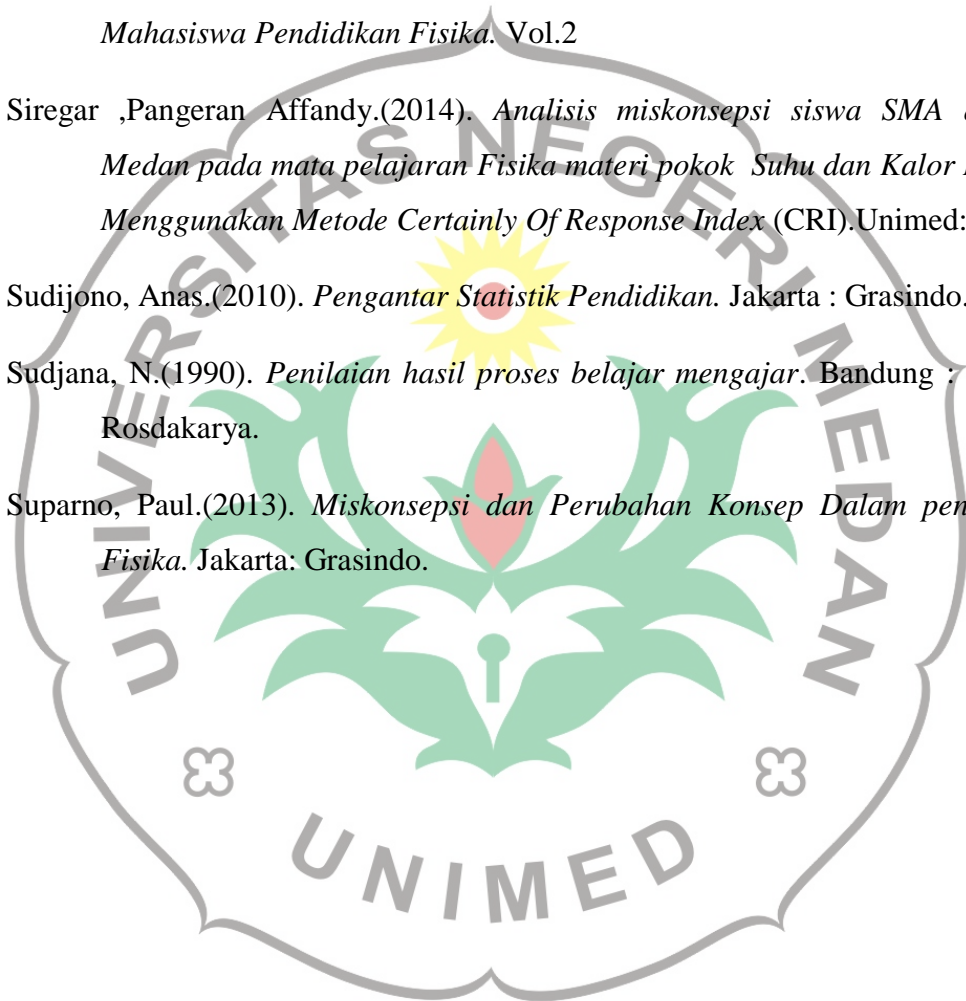 Mahasiswa Pendidikan Fisika. Vol.2
Siregar ,Pangeran Affandy.(2014). Analisis miskonsepsi siswa SMA
Medan pada mata pelajaran Fisika materi pokok Suhu dan Kalor
Menggunakan Metode Certainly Of Response Index (CRI).Unimed:
Sudijono, Anas.(2010). Pengantar Statistik Pendidikan. Jakarta : Grasindo.
Sudjana, N.(1990). Penilaian hasil proses belajar mengajar. Bandung :
Rosdakarya.
Suparno, Paul.(2013). Miskonsepsi dan Perubahan Konsep Dalam pen
Fisika. Jakarta: Grasindo.
UNIVERSITAS NEGERI MEDAN
UNIMED